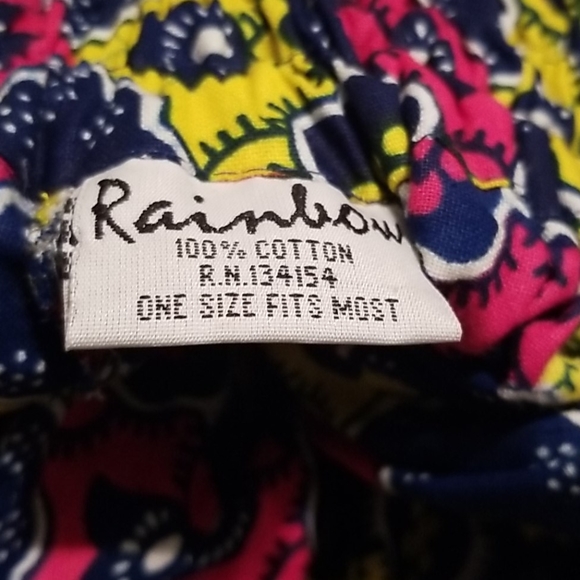 Rainbow
100% COTTON
R.N.134154
ONE SIZE FITS MOST